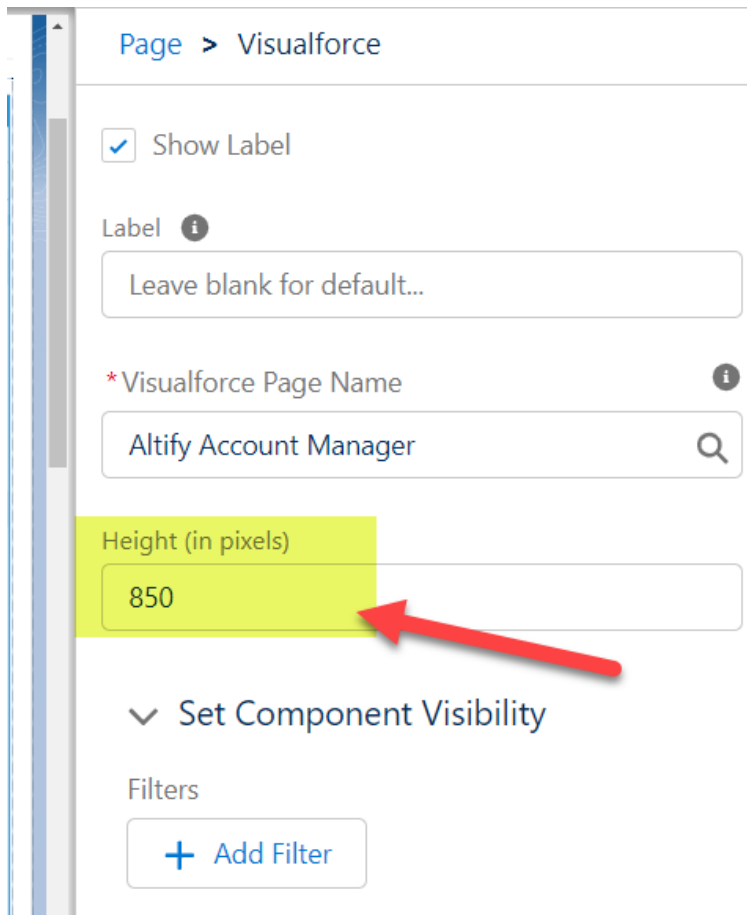 Page > Visualforce
Show Label
Label
Leave blank for default...
*Visualforce Page Name
Altify Account Manager
Height (in pixels)
850
Set Component Visibility
Filters
+ Add Filter